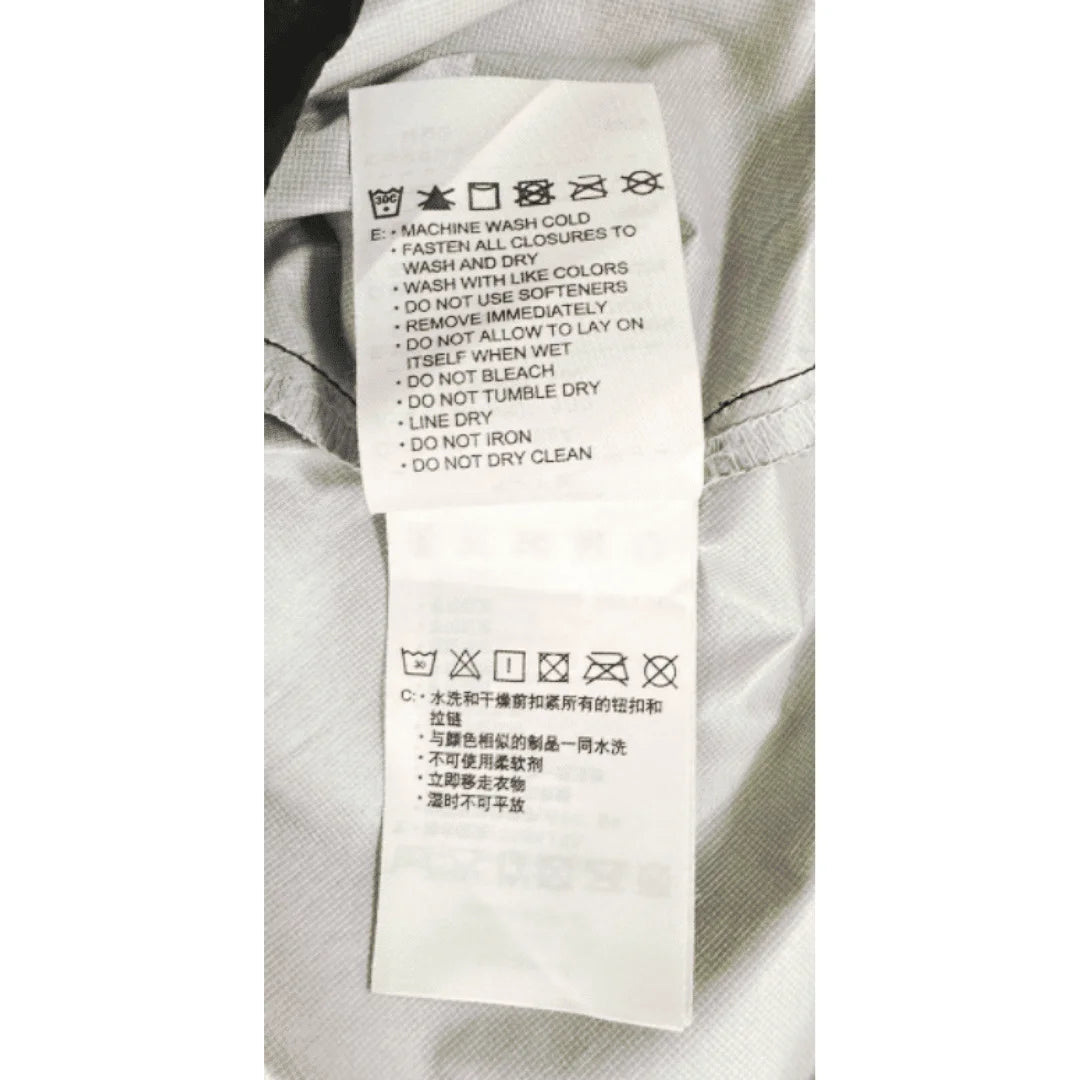 30C
E: • MACHINE WASH COLD
• FASTEN ALL CLOSURES TO
WASH AND DRY
• WASH WITH LIKE COLORS
• DO NOT USE SOFTENERS
• REMOVE IMMEDIATELY
• DO NOT ALLOW TO LAY ON
ITSELF WHEN WET
• DO NOT BLEACH
• DO NOT TUMBLE DRY
• LINE DRY
• DO NOT IRON
• DO NOT DRY CLEAN
30
C: • 水洗和干燥前扣紧所有的钮扣和
拉链
• 与颜色相似的制品一同水洗
• 不可使用柔软剂
• 立即移走衣物
• 湿时不可平放